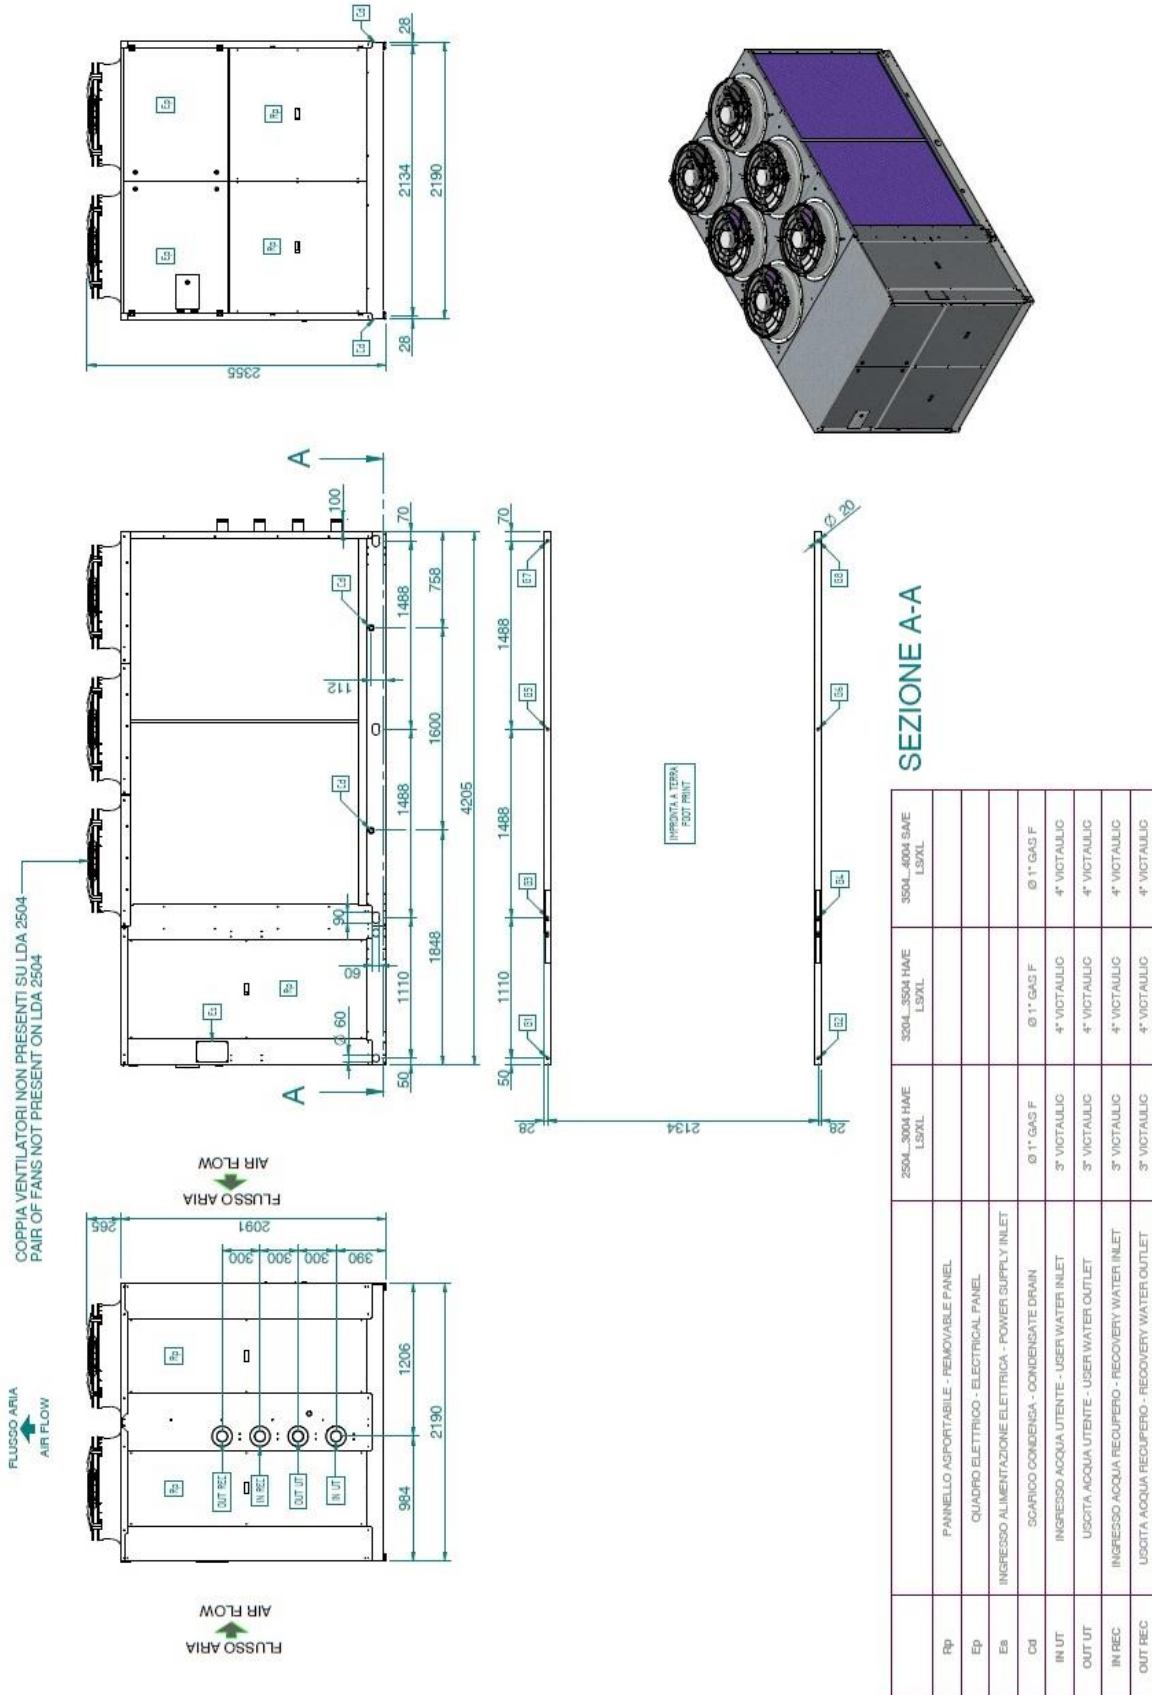 Cd
28
Ep
Rp
2134
2190
Ep
Rp
Cd
28
2355
A
100
70
70
Ø 20
G7
G8
Cd
1488
758
1488
112
G5
G6
1600
Cd
1488
4205
1488
G3
G4
90
60
1848
1110
1110
Rp
Es
Ø 60
50
50
G1
G2
A
28
2134
28
IMPRONTA A TERRA
FOOT PRINT
SEZIONE A-A
COPPIA VENTILATORI NON PRESENTI SU LDA 2504
PAIR OF FANS NOT PRESENT ON LDA 2504
FLUSSO ARIA
AIR FLOW
265
2091
300
300
300
390
Rp
Rp
OUT REC
IN REC
OUT UT
IN UT
1206
984
2190
FLUSSO ARIA
AIR FLOW
FLUSSO ARIA
AIR FLOW
2504...3004 HA/E LS/XL
3204...3504 HA/E LS/XL
3504...4004 SA/E LS/XL
Rp PANNELLO ASPORTABILE - REMOVABLE PANEL
Ep QUADRO ELETTRICO - ELECTRICAL PANEL
Es INGRESSO ALIMENTAZIONE ELETTRICA - POWER SUPPLY INLET
Cd SCARICO CONDENSA - CONDENSATE DRAIN Ø 1" GAS F Ø 1" GAS F Ø 1" GAS F
IN UT INGRESSO ACQUA UTENTE - USER WATER INLET 3" VICTAULIC 4" VICTAULIC 4" VICTAULIC
OUT UT USCITA ACQUA UTENTE - USER WATER OUTLET 3" VICTAULIC 4" VICTAULIC 4" VICTAULIC
IN REC INGRESSO ACQUA RECUPERO - RECOVERY WATER INLET 3" VICTAULIC 4" VICTAULIC 4" VICTAULIC
OUT REC USCITA ACQUA RECUPERO - RECOVERY WATER OUTLET 3" VICTAULIC 4" VICTAULIC 4" VICTAULIC